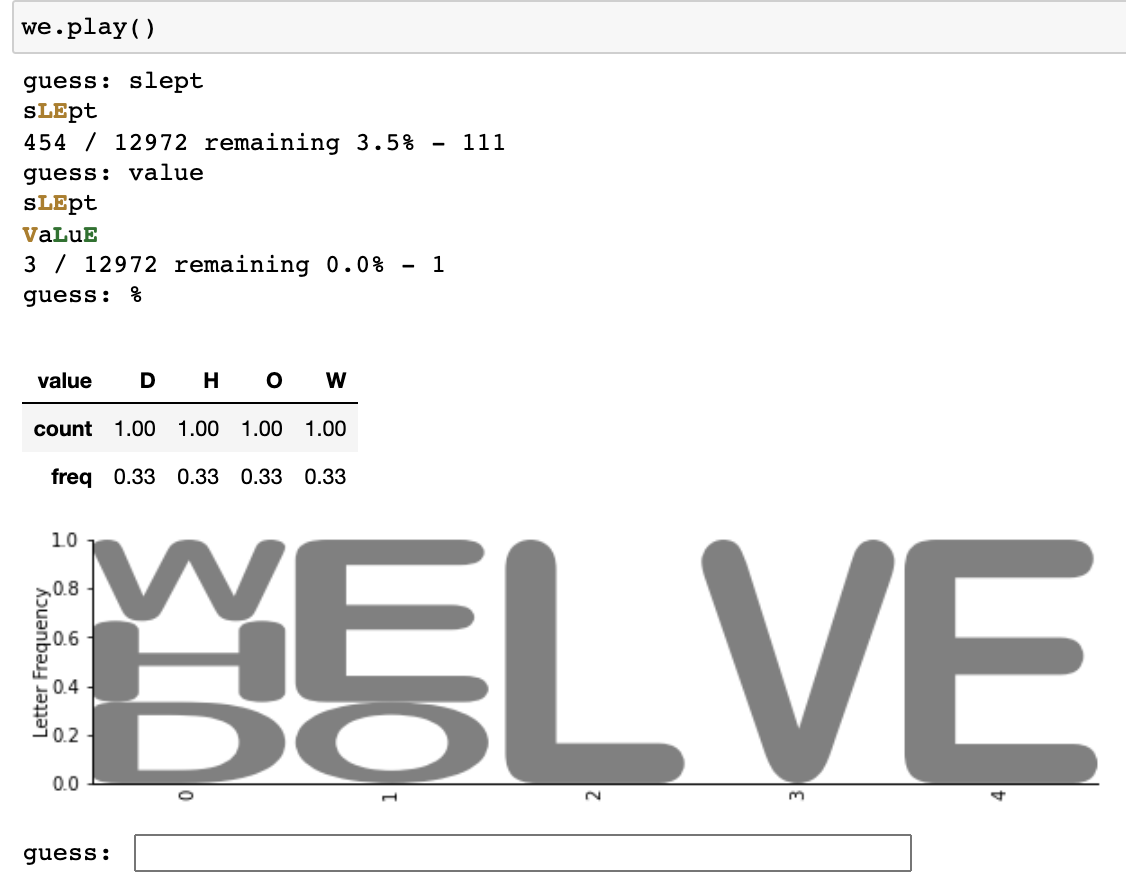 we.play()
guess: slept
sLEpt
454 / 12972 remaining 3.5% - 111
guess: value
sLEpt
VaLuE
3 / 12972 remaining 0.0% - 1
guess: %
value D H O W
count 1.00 1.00 1.00 1.00
freq 0.33 0.33 0.33 0.33
Letter Frequency
1.0
0.8
0.6
0.4
0.2
0.0
W E L V E
H
D O
0 1 2 3 4
guess: